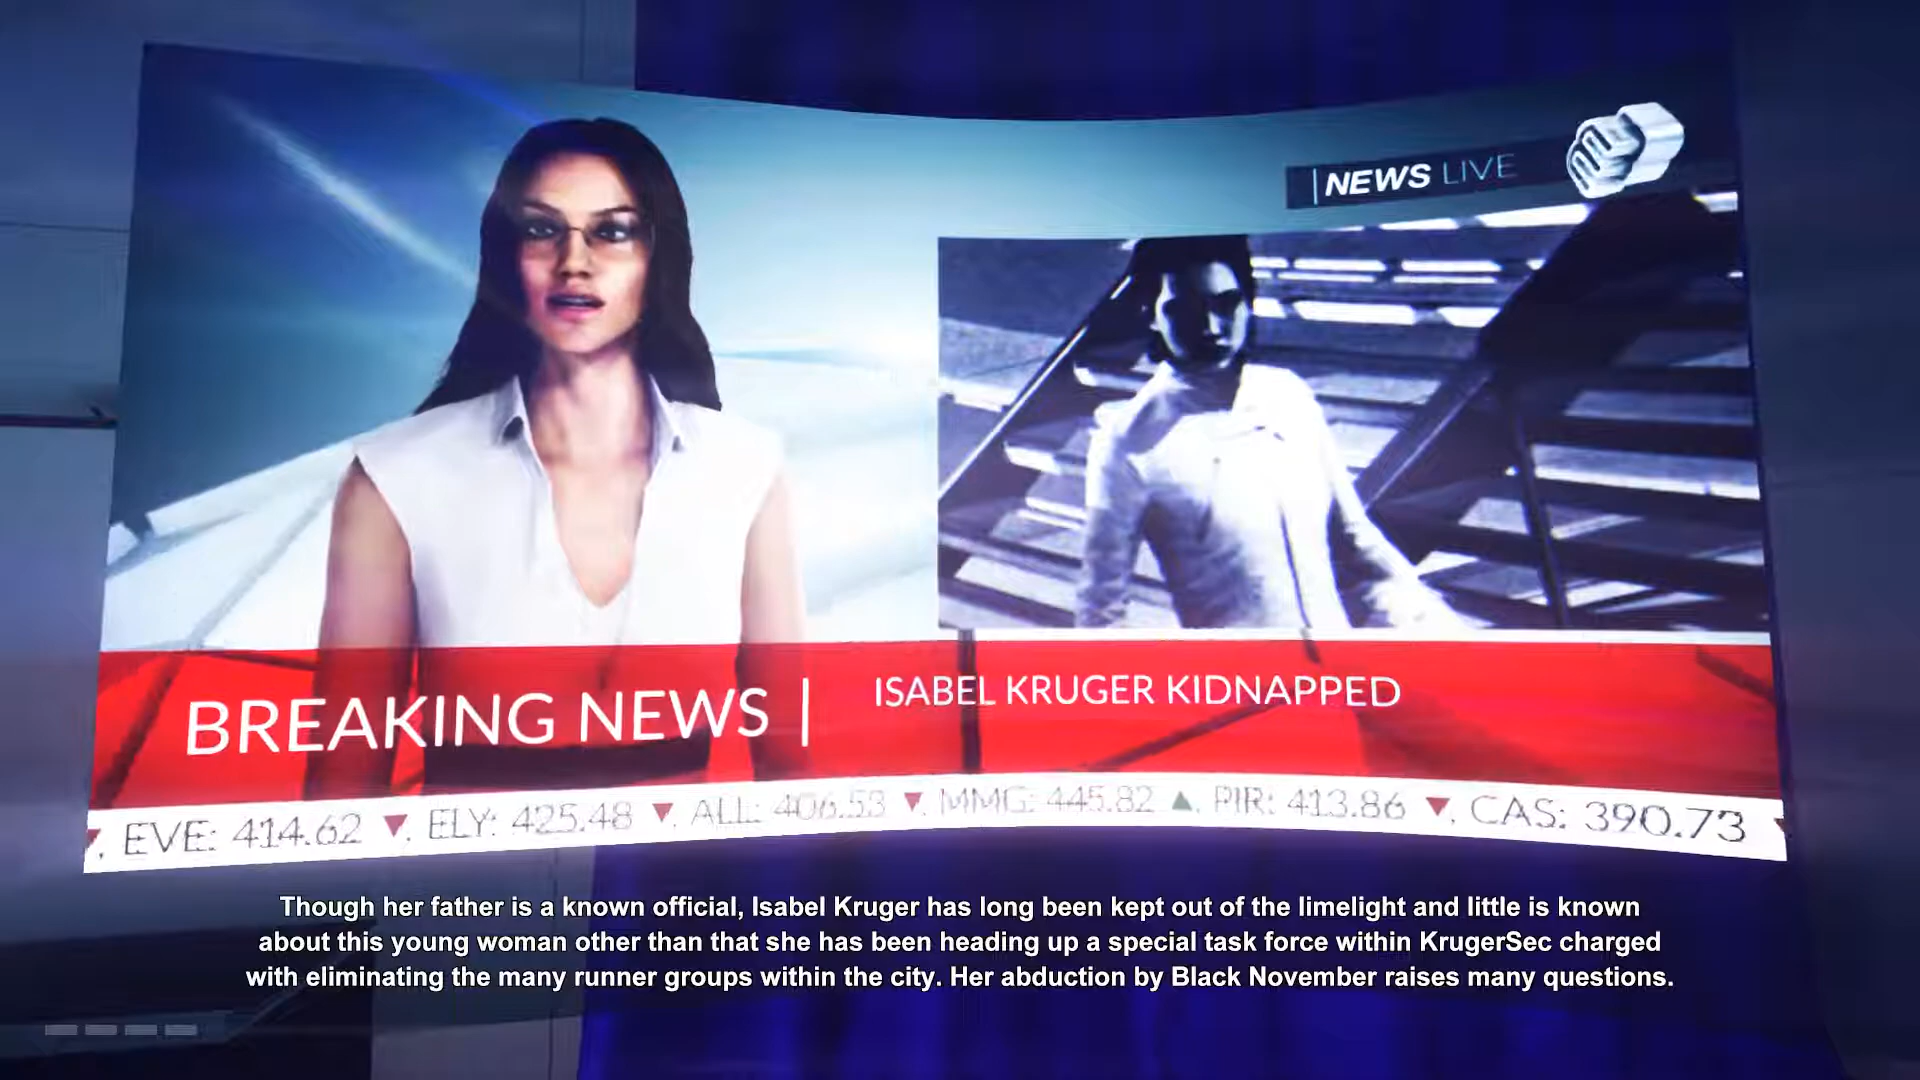 |NEWS LIVE
BREAKING NEWS | ISABEL KRUGER KIDNAPPED
EVE: 414.62 ▼. ELY: 425.48 ▼. ALL: 406.53 ▼. MMG: 445.82 ▲. PIR: 413.86 ▼. CAS: 390.73
Though her father is a known official, Isabel Kruger has long been kept out of the limelight and little is known
about this young woman other than that she has been heading up a special task force within KrugerSec charged
with eliminating the many runner groups within the city. Her abduction by Black November raises many questions.